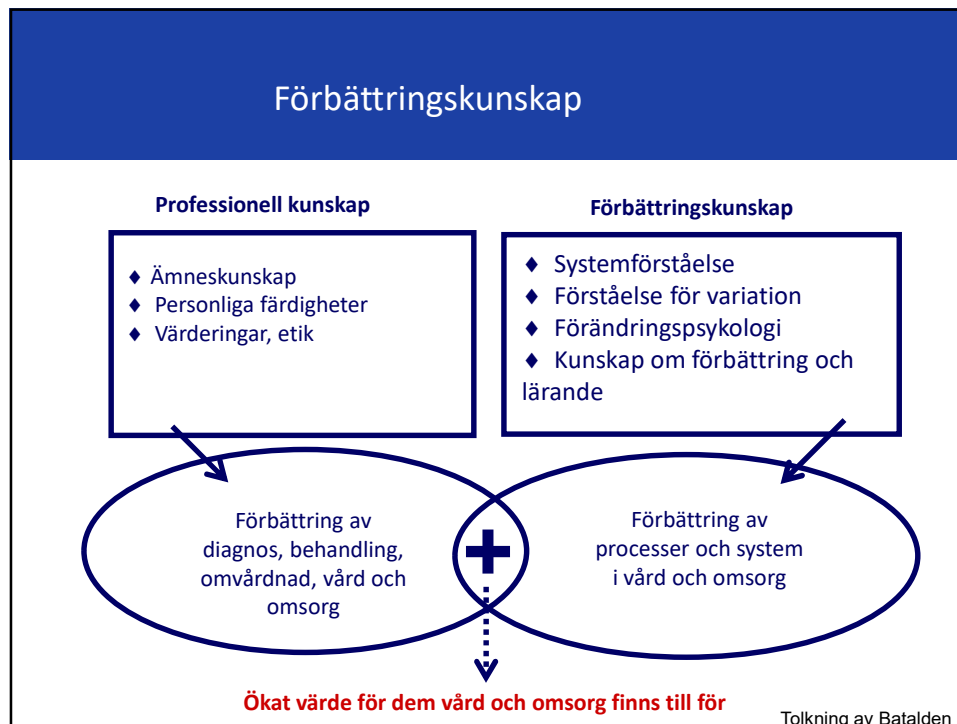 Förbättringskunskap
Professionell kunskap
♦ Ämneskunskap
♦ Personliga färdigheter
♦ Värderingar, etik
Förbättringskunskap
♦ Systemförståelse
♦ Förståelse för variation
♦ Förändringspsykologi
♦ Kunskap om förbättring och
lärande
Förbättring av
diagnos, behandling,
omvårdnad, vård och
omsorg
+
Förbättring av
processer och system
i vård och omsorg
Ökat värde för dem vård och omsorg finns till för
Tolkning av Batalden